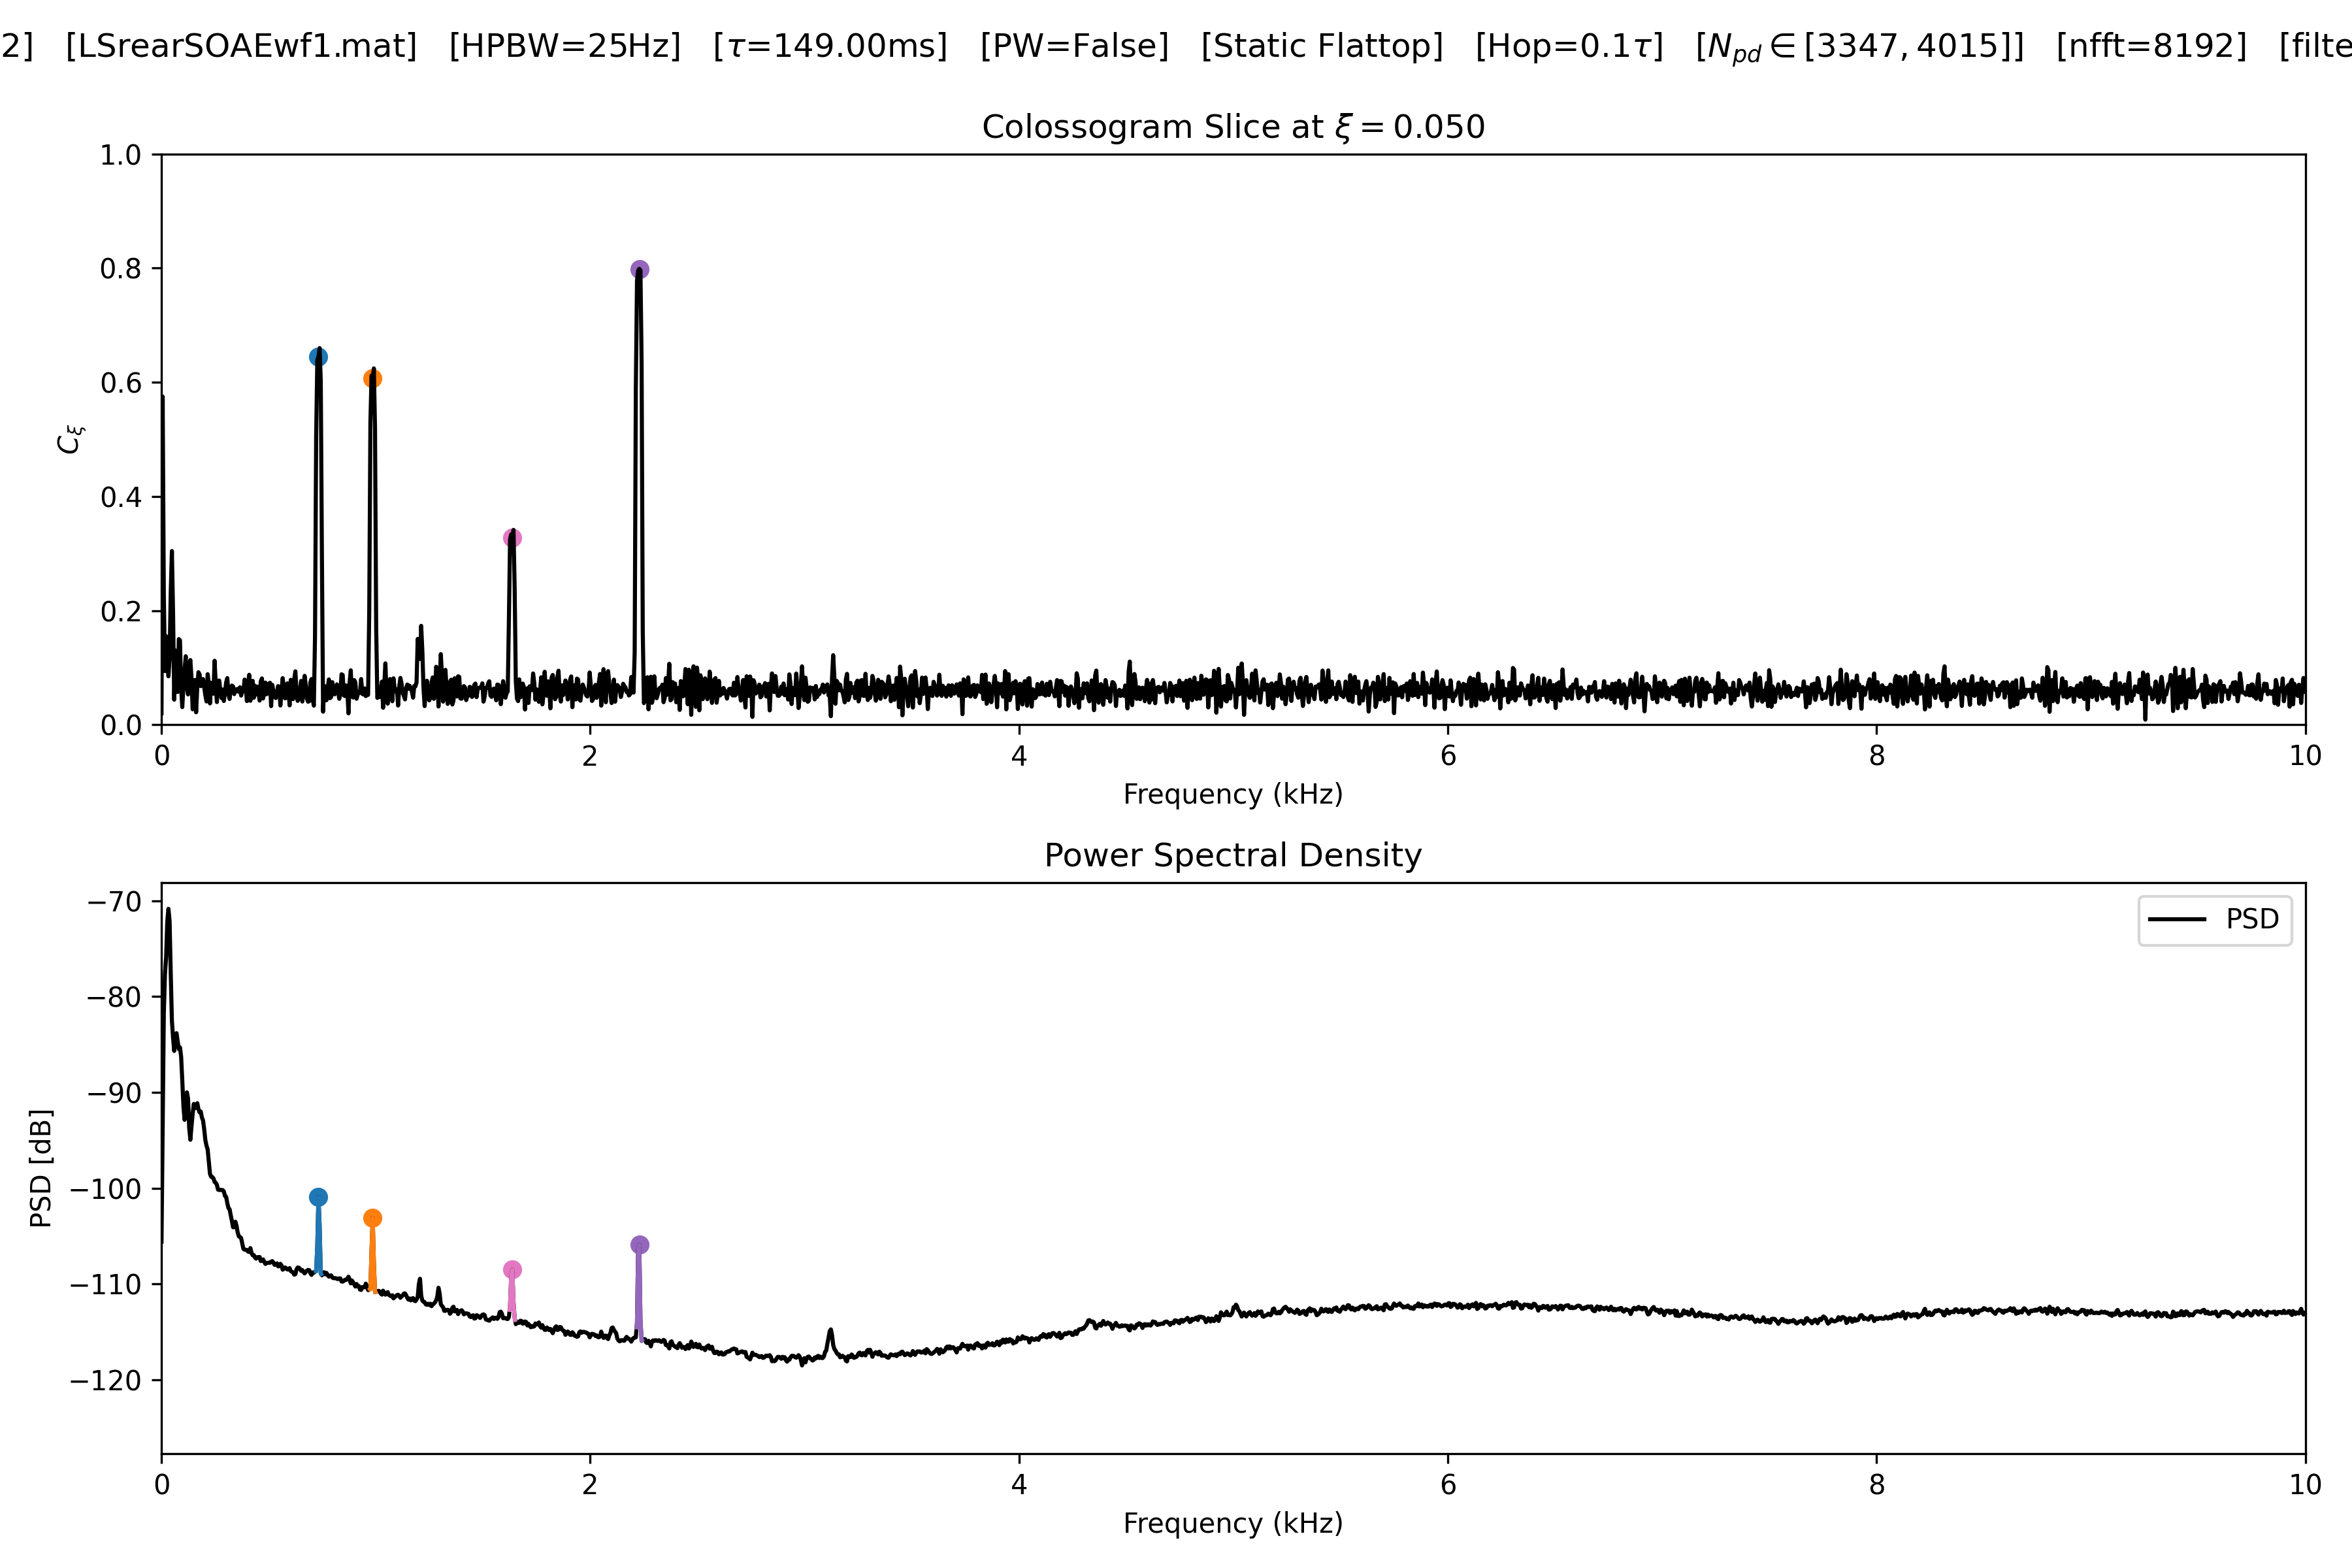 2] [LSrearSOAEwf1.mat] [HPBW=25Hz] [τ=149.00ms] [PW=False] [Static Flattop] [Hop=0.1τ] [N_pd ∈ [3347, 4015]] [nfft=8192] [filte
Colossogram Slice at ξ = 0.050
1.0
0.8
0.6
0.4
0.2
0.0
C_ξ
0 2 4 6 8 10
Frequency (kHz)
Power Spectral Density
PSD
−70
−80
−90
−100
−110
−120
PSD [dB]
0 2 4 6 8 10
Frequency (kHz)